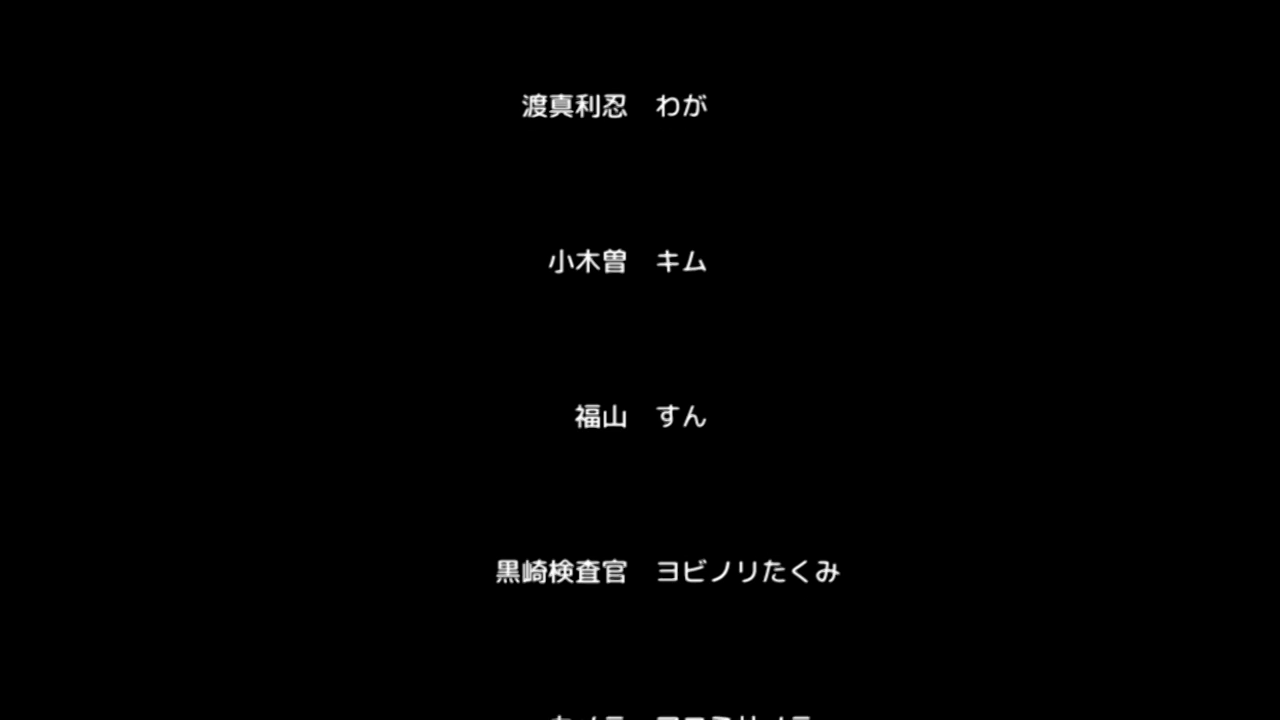 渡真利忍　わが
小木曽　キム
福山　すん
黒崎検査官　ヨビノリたくみ